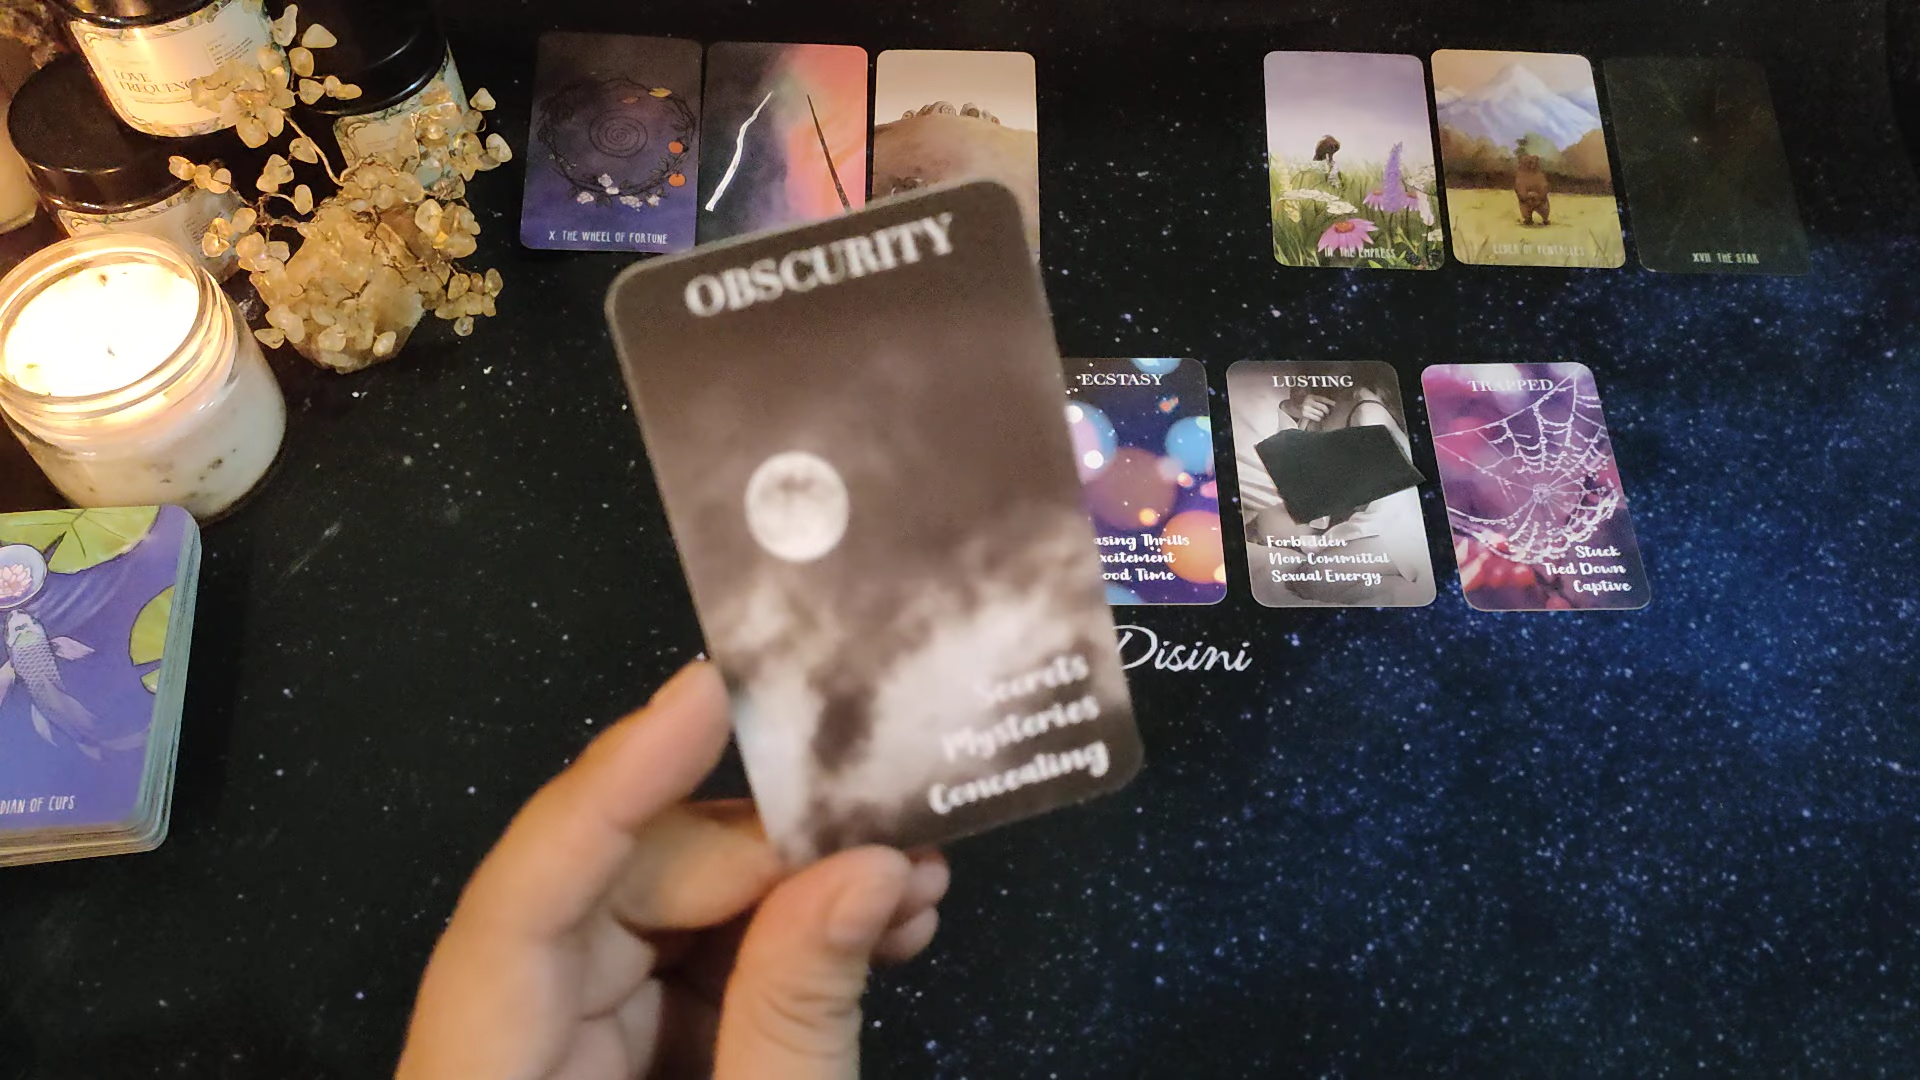 LOVE
FREQUENC
X. THE WHEEL OF FORTUNE
III. THE EMPRESS
ELDER OF PENTACLES
XVII. THE STAR
OBSCURITY
Secrets
Mysteries
Concealing
ECSTASY
asing Thrills
xcitement
ood Time
LUSTING
Forbidden
Non-Committal
Sexual Energy
TRAPPED
Stuck
Tied Down
Captive
Disini
DIAN OF CUPS